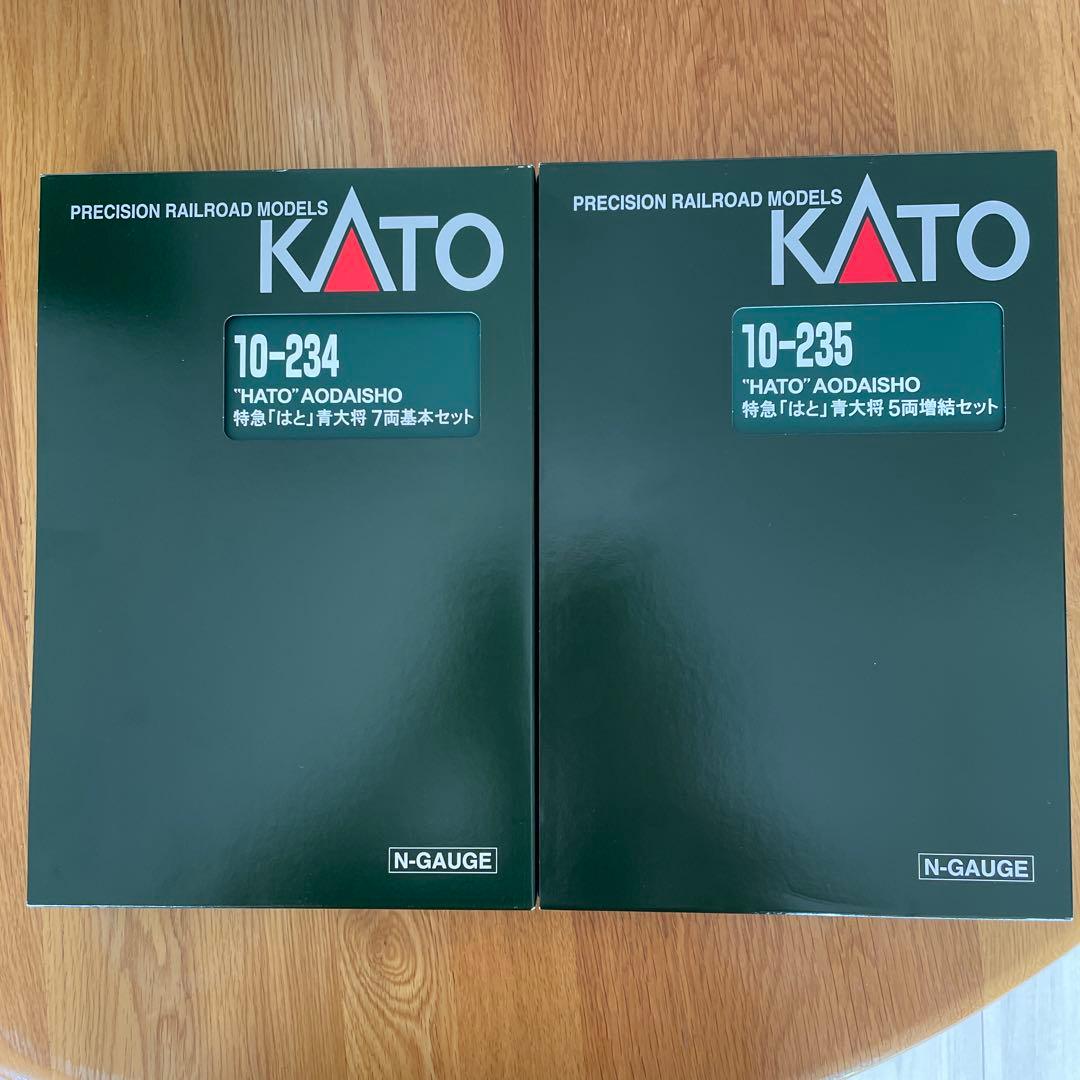 PRECISION RAILROAD MODELS
KATO
10-234
"HATO" AODAISHO
特急「はと」青大将 7両基本セット
N-GAUGE
PRECISION RAILROAD MODELS
KATO
10-235
"HATO" AODAISHO
特急「はと」青大将 5両増結セット
N-GAUGE